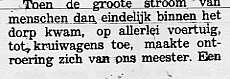 Toen de groote stroom van
menschen dan eindelijk binnen het
dorp kwam, op allerlei voertuig,
tot kruiwagens toe, maakte ont-
roering zich van ons meester. Een